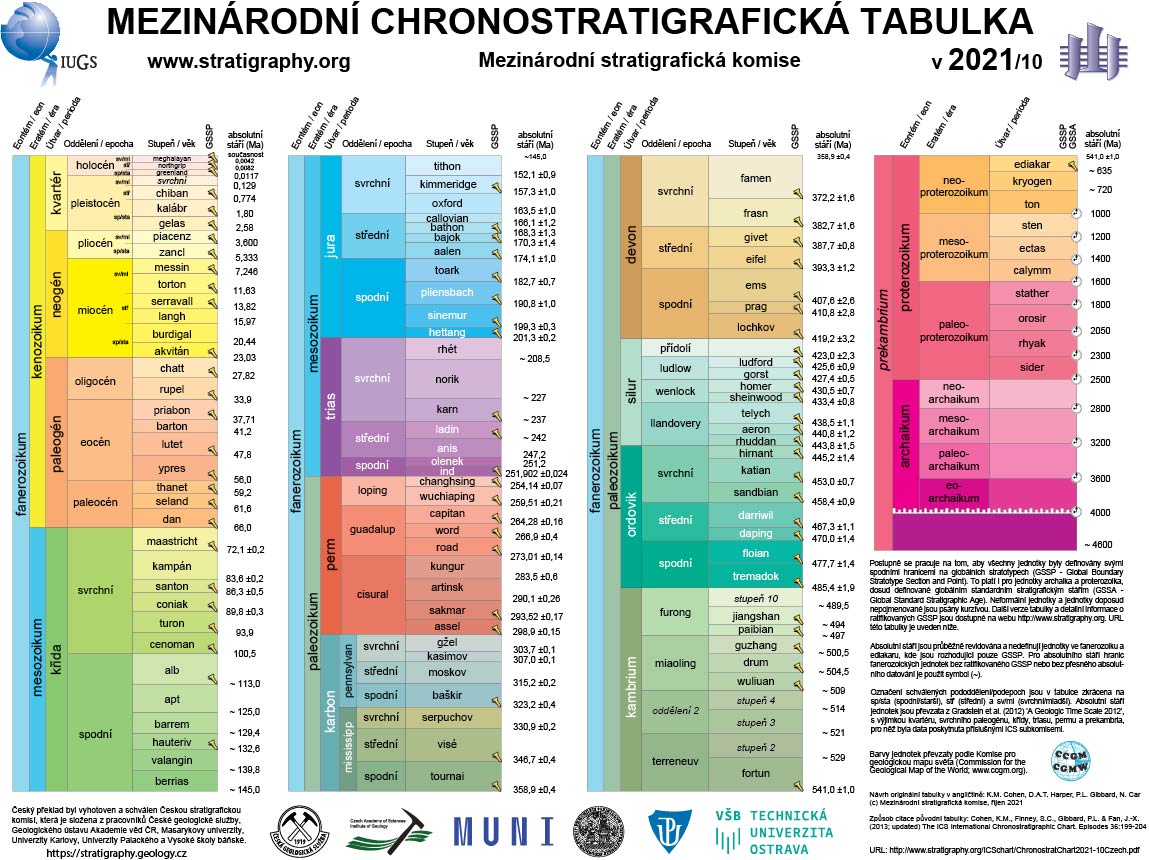 MEZINÁRODNÍ CHRONOSTRATIGRAFICKÁ TABULKA
IUGS
www.stratigraphy.org
Mezinárodní stratigrafická komise
v 2021/10
Eontém / eon
Eratém / éra
Útvar / perioda
Oddělení / epocha
Stupeň / věk
GSSP
absolutní
stáří (Ma)
současnost
fanerozoikum
kenozoikum
kvartér
holocén
sv/ml
meghalayan
0,0042
stř
northgrip
0,0082
sp/sta
greenland
0,0117
pleistocén
sv/ml
svrchní
0,129
stř
chiban
0,774
sp/sta
kalábr
1,80
gelas
2,58
neogén
pliocén
sv/ml
piacenz
3,600
sp/sta
zancl
5,333
miocén
sv/ml
messin
7,246
torton
11,63
stř
serravall
13,82
langh
15,97
sp/sta
burdigal
20,44
akvitán
23,03
paleogén
oligocén
chatt
27,82
rupel
33,9
eocén
priabon
37,71
barton
41,2
lutet
47,8
ypres
56,0
paleocén
thanet
59,2
seland
61,6
dan
66,0
mesozoikum
křída
svrchní
maastricht
72,1 ±0,2
kampán
83,6 ±0,2
santon
86,3 ±0,5
coniak
89,8 ±0,3
turon
93,9
cenoman
100,5
spodní
alb
~ 113,0
apt
~ 125,0
barrem
~ 129,4
hauteriv
~ 132,6
valangin
~ 139,8
berrias
~ 145,0
Eontém / eon
Eratém / éra
Útvar / perioda
Oddělení / epocha
Stupeň / věk
GSSP
absolutní
stáří (Ma)
~145,0
fanerozoikum
mesozoikum
jura
svrchní
tithon
152,1 ±0,9
kimmeridge
157,3 ±1,0
oxford
163,5 ±1,0
střední
callovian
166,1 ±1,2
bathon
168,3 ±1,3
bajok
170,3 ±1,4
aalen
174,1 ±1,0
spodní
toark
182,7 ±0,7
pliensbach
190,8 ±1,0
sinemur
199,3 ±0,3
hettang
201,3 ±0,2
trias
svrchní
rhét
~ 208,5
norik
~ 227
karn
~ 237
střední
ladin
~ 242
anis
247,2
spodní
olenek
251,2
ind
251,902 ±0,024
paleozoikum
perm
loping
changhsing
254,14 ±0,07
wuchiaping
259,51 ±0,21
guadalup
capitan
264,28 ±0,16
word
266,9 ±0,4
road
273,01 ±0,14
cisural
kungur
283,5 ±0,6
artinsk
290,1 ±0,26
sakmar
293,52 ±0,17
assel
298,9 ±0,15
karbon
pennsylvan
svrchní
gžel
303,7 ±0,1
kasimov
307,0 ±0,1
střední
moskov
315,2 ±0,2
spodní
baškir
323,2 ±0,4
mississipp
svrchní
serpuchov
330,9 ±0,2
střední
visé
346,7 ±0,4
spodní
tournai
358,9 ±0,4
Eontém / eon
Eratém / éra
Útvar / perioda
Oddělení / epocha
Stupeň / věk
GSSP
absolutní
stáří (Ma)
358,9 ±0,4
fanerozoikum
paleozoikum
devon
svrchní
famen
372,2 ±1,6
frasn
382,7 ±1,6
střední
givet
387,7 ±0,8
eifel
393,3 ±1,2
spodní
ems
407,6 ±2,6
prag
410,8 ±2,8
lochkov
419,2 ±3,2
silur
přídolí
423,0 ±2,3
ludlow
ludford
425,6 ±0,9
gorst
427,4 ±0,5
wenlock
homer
430,5 ±0,7
sheinwood
433,4 ±0,8
llandovery
telych
438,5 ±1,1
aeron
440,8 ±1,2
rhuddan
443,8 ±1,5
ordovik
svrchní
hirnant
445,2 ±1,4
katian
453,0 ±0,7
sandbian
458,4 ±0,9
střední
darriwil
467,3 ±1,1
daping
470,0 ±1,4
spodní
floian
477,7 ±1,4
tremadok
485,4 ±1,9
kambrium
furong
stupeň 10
~ 489,5
jiangshan
~ 494
paibian
~ 497
miaoling
guzhang
~ 500,5
drum
~ 504,5
wuliuan
~ 509
oddělení 2
stupeň 4
~ 514
stupeň 3
~ 521
terreneuv
stupeň 2
~ 529
fortun
541,0 ±1,0
Eontém / eon
Eratém / éra
Útvar / perioda
GSSP
GSSA
absolutní
stáří (Ma)
541,0 ±1,0
prekambrium
proterozoikum
neo-
proterozoikum
ediakar
~ 635
kryogen
~ 720
ton
1000
meso-
proterozoikum
sten
1200
ectas
1400
calymm
1600
paleo-
proterozoikum
stather
1800
orosir
2050
rhyak
2300
sider
2500
archaikum
neo-
archaikum
2800
meso-
archaikum
3200
paleo-
archaikum
3600
eo-
archaikum
4000
~ 4600
Postupně se pracuje na tom, aby všechny jednotky byly definovány svými
spodními hranicemi na globálních stratotypech (GSSP - Global Boundary
Stratotype Section and Point). To platí i pro jednotky archaika a proterozoika,
dosud definované globálním standardním stratigrafickým stářím (GSSA -
Global Standard Stratigraphic Age). Neformální jednotky a jednotky doposud
nepojmenované jsou psány kurzívou. Další verze tabulky a detailní informace o
ratifikovaných GSSP jsou dostupné na webu http://www.stratigraphy.org. URL
této tabulky je uveden níže.
Absolutní stáří jsou průběžně revidována a nedefinují jednotky ve fanerozoiku a
ediakaru, kde jsou rozhodující pouze GSSP. Pro absolutního stáří hranic
fanerozoických jednotek bez ratifikovaného GSSP nebo bez přesného absolut-
ního datování je použit symbol (~).
Označení schválených pododdělení/podepoch jsou v tabulce zkrácena na
sp/sta (spodní/starší), stř (střední) a sv/ml (svrchní/mladší). Absolutní stáří
jednotek jsou převzata z Gradstein et al. (2012) 'A Geologic Time Scale 2012',
s výjimkou kvartéru, svrchního paleogénu, křídy, triasu, permu a prekambria,
pro něž byla data poskytnuta příslušnými ICS subkomisemi.
Barvy jednotek převzaty podle Komise pro
geologickou mapu světa (Commission for the
Geological Map of the World; www.ccgm.org).
CCGM
CGMW
Návrh originální tabulky v angličtině: K.M. Cohen, D.A.T. Harper, P.L. Gibbard, N. Car
(c) Mezinárodní stratigrafická komise, říjen 2021
Způsob citace původní tabulky: Cohen, K.M., Finney, S.C., Gibbard, P.L. & Fan, J.-X.
(2013; updated) The ICS International Chronostratigraphic Chart. Episodes 36:199-204
URL: http://www.stratigraphy.org/ICSchart/ChronostratChart2021-10Czech.pdf
Český překlad byl vyhotoven a schválen Českou stratigrafickou
komisí, která je složena z pracovníků České geologické služby,
Geologického ústavu Akademie věd ČR, Masarykovy univerzity,
Univerzity Karlovy, Univerzity Palackého a Vysoké školy báňské.
https://stratigraphy.geology.cz
ČESKÁ GEOLOGICKÁ SLUŽBA
1919
Czech Academy of Sciences
Institute of Geology
MUNI
VŠB TECHNICKÁ
UNIVERZITA
OSTRAVA